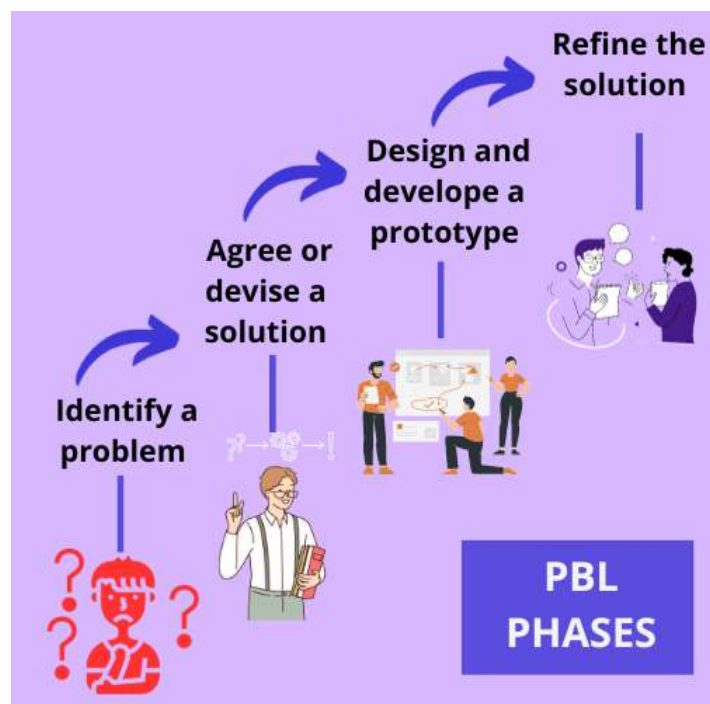 Identify a
problem
Agree or
devise a
solution
Design and
develope a
prototype
Refine the
solution
PBL
PHASES